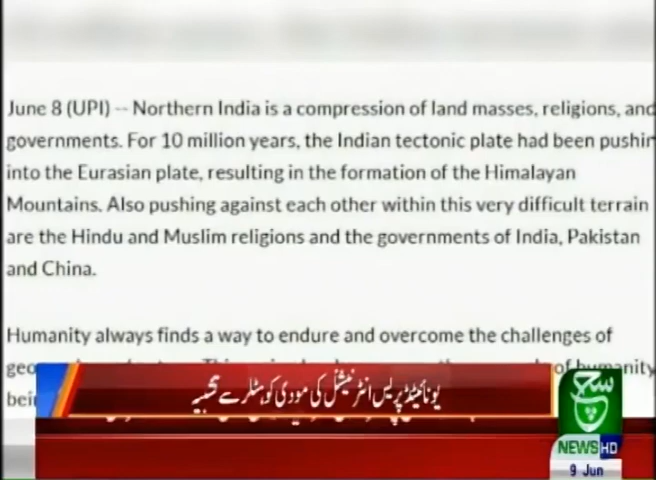 June 8 (UPI) -- Northern India is a compression of land masses, religions, and
governments. For 10 million years, the Indian tectonic plate had been pushin
into the Eurasian plate, resulting in the formation of the Himalayan
Mountains. Also pushing against each other within this very difficult terrain
are the Hindu and Muslim religions and the governments of India, Pakistan
and China.
Humanity always finds a way to endure and overcome the challenges of
geo of humanity
bein
یونائیٹڈ پریس انٹرنیشنل کی مودی کو ہٹلر سے تشبیہ
سچ
NEWS HD
9 Jun